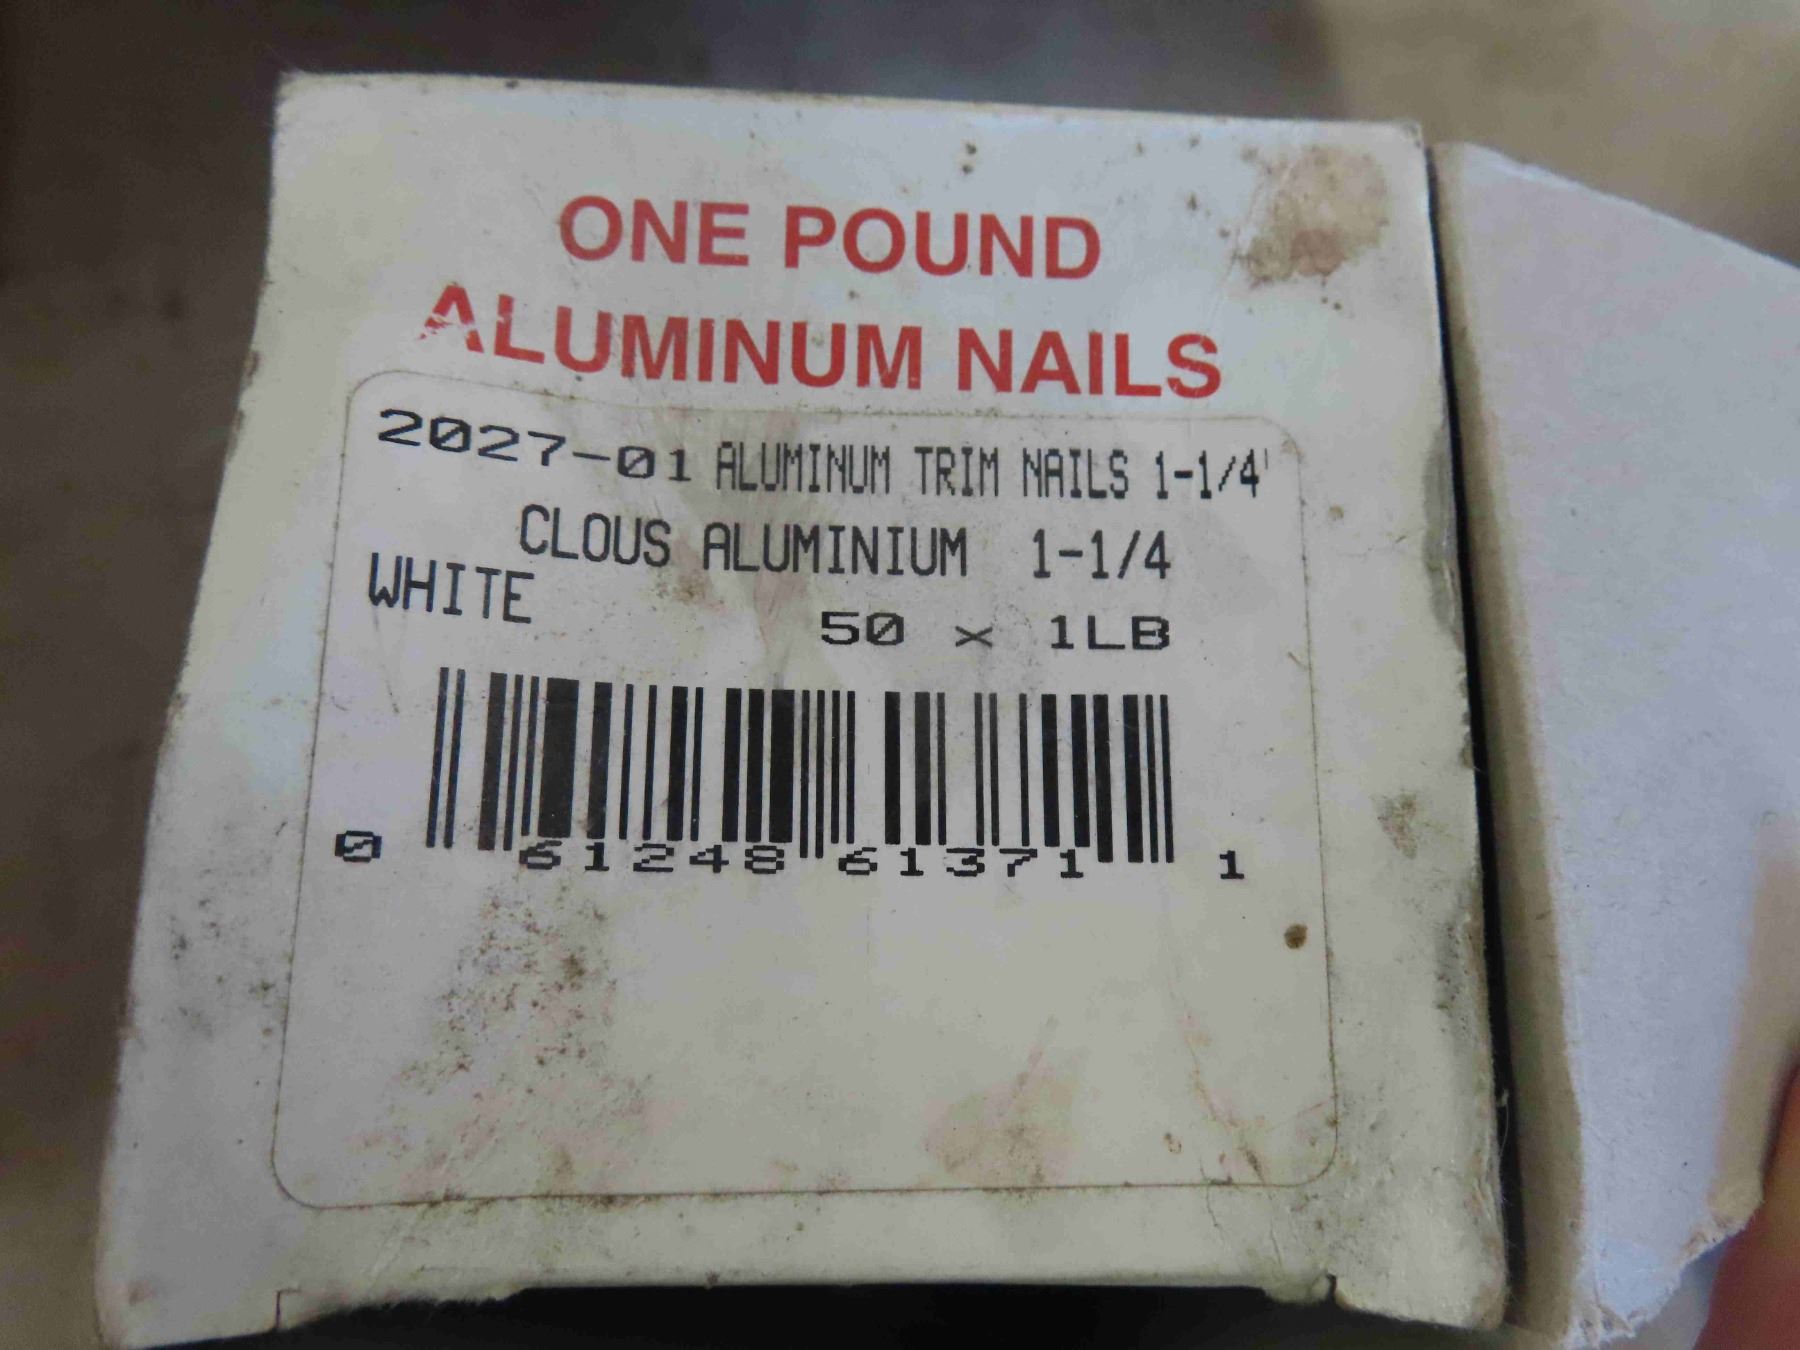 ONE POUND
ALUMINUM NAILS
2027-01 ALUMINUM TRIM NAILS 1-1/4'
CLOUS ALUMINIUM 1-1/4
WHITE
50 x 1LB
0 61248 61371 1